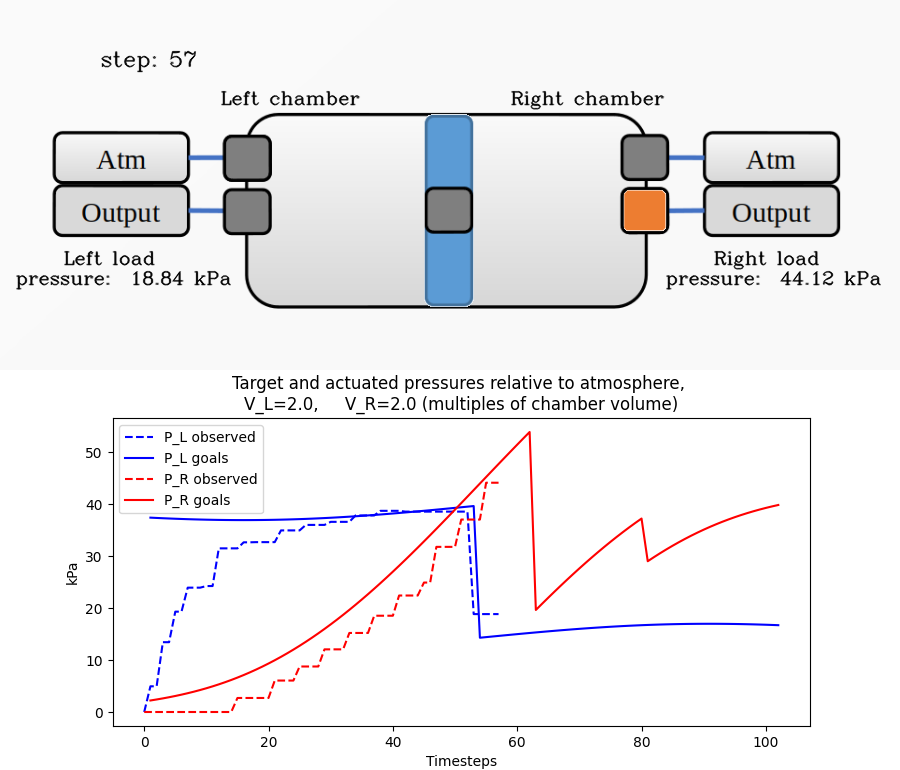 step: 57
Left chamber
Right chamber
Atm
Atm
Output
Output
Left load
pressure:  18.84 kPa
Right load
pressure:  44.12 kPa
Target and actuated pressures relative to atmosphere,
V_L=2.0,     V_R=2.0 (multiples of chamber volume)
P_L observed
P_L goals
P_R observed
P_R goals
50
40
30
20
10
0
kPa
0 20 40 60 80 100
Timesteps